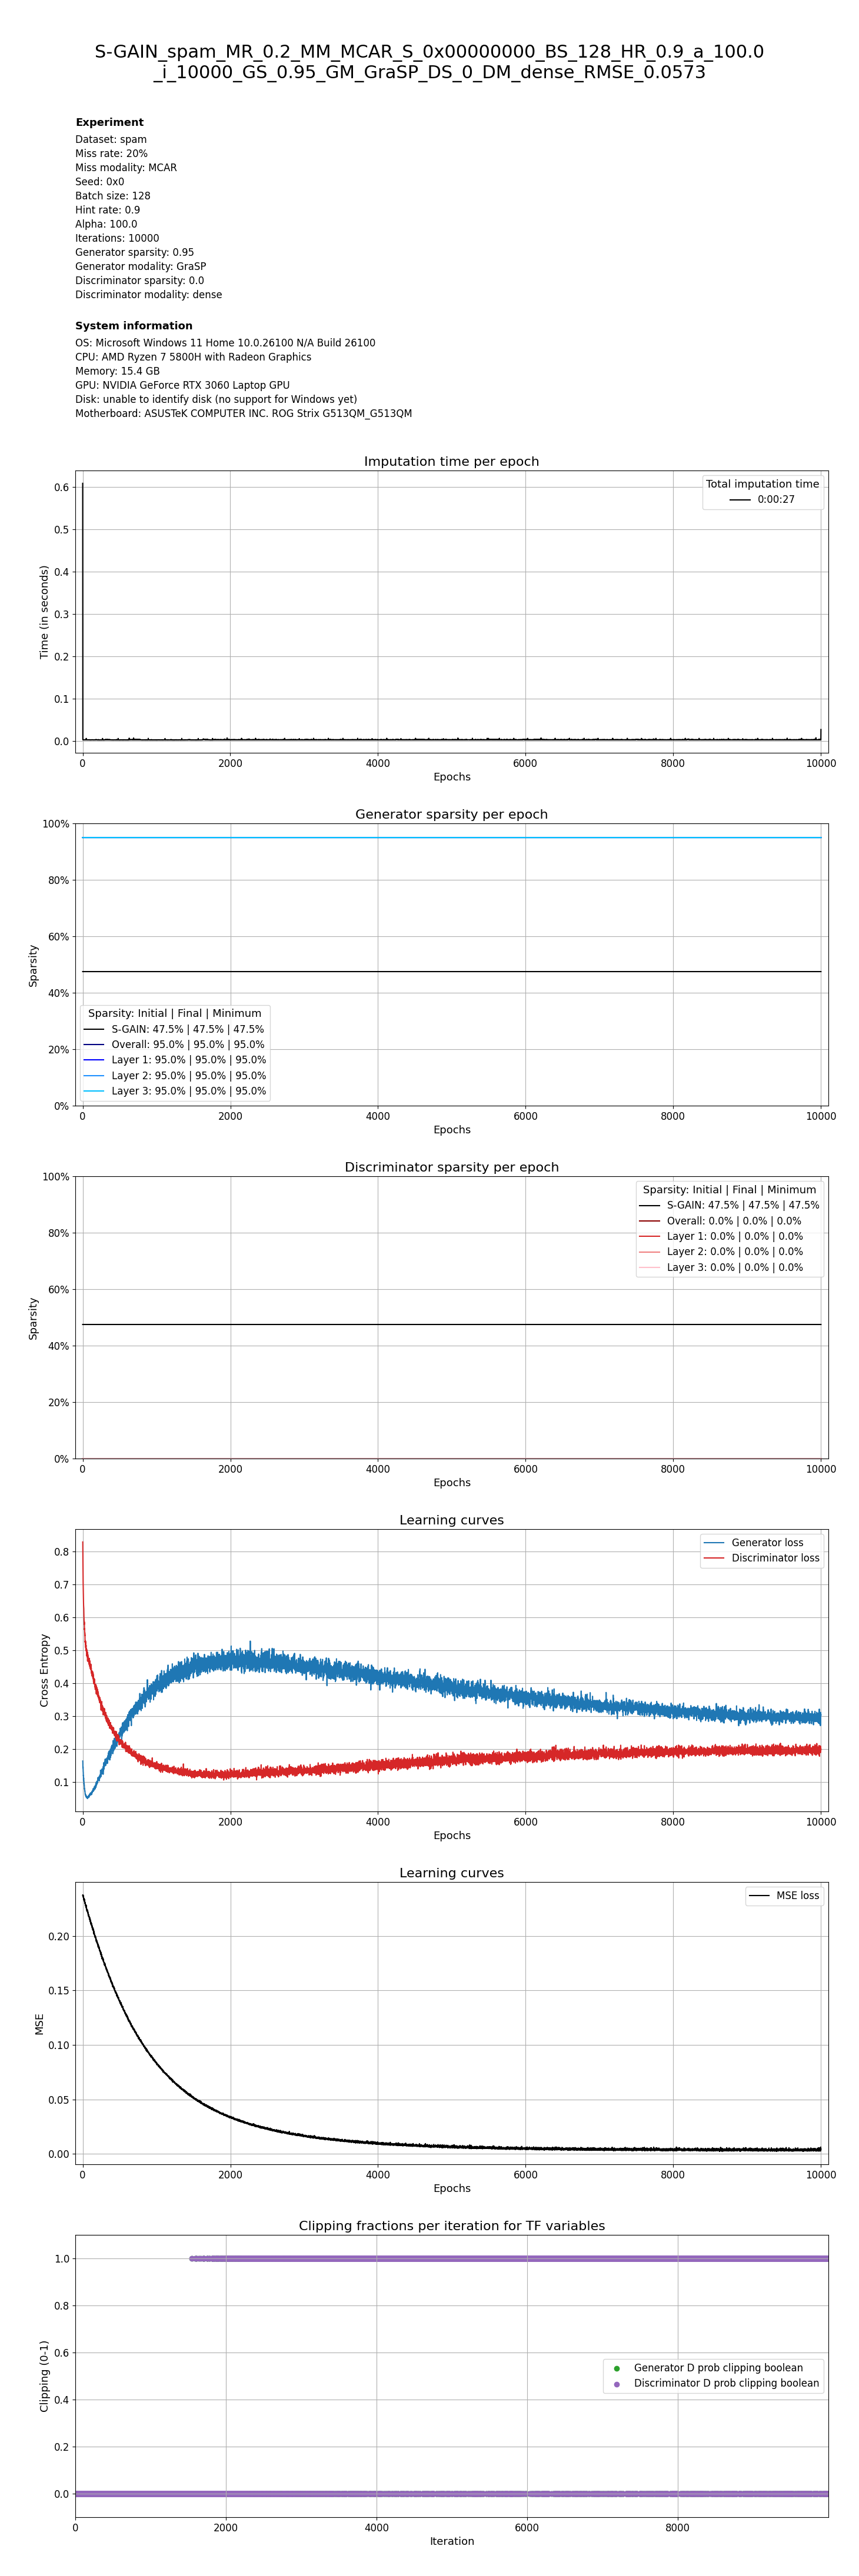 S-GAIN_spam_MR_0.2_MM_MCAR_S_0x00000000_BS_128_HR_0.9_a_100.0
_i_10000_GS_0.95_GM_GraSP_DS_0_DM_dense_RMSE_0.0573
Experiment
Dataset: spam
Miss rate: 20%
Miss modality: MCAR
Seed: 0x0
Batch size: 128
Hint rate: 0.9
Alpha: 100.0
Iterations: 10000
Generator sparsity: 0.95
Generator modality: GraSP
Discriminator sparsity: 0.0
Discriminator modality: dense
System information
OS: Microsoft Windows 11 Home 10.0.26100 N/A Build 26100
CPU: AMD Ryzen 7 5800H with Radeon Graphics
Memory: 15.4 GB
GPU: NVIDIA GeForce RTX 3060 Laptop GPU
Disk: unable to identify disk (no support for Windows yet)
Motherboard: ASUSTeK COMPUTER INC. ROG Strix G513QM_G513QM
Imputation time per epoch
Total imputation time
0:00:27
Time (in seconds)
0.6
0.5
0.4
0.3
0.2
0.1
0.0
0 2000 4000 6000 8000 10000
Epochs
Generator sparsity per epoch
Sparsity
100%
80%
60%
40%
20%
0%
Sparsity: Initial | Final | Minimum
S-GAIN: 47.5% | 47.5% | 47.5%
Overall: 95.0% | 95.0% | 95.0%
Layer 1: 95.0% | 95.0% | 95.0%
Layer 2: 95.0% | 95.0% | 95.0%
Layer 3: 95.0% | 95.0% | 95.0%
0 2000 4000 6000 8000 10000
Epochs
Discriminator sparsity per epoch
Sparsity
100%
80%
60%
40%
20%
0%
Sparsity: Initial | Final | Minimum
S-GAIN: 47.5% | 47.5% | 47.5%
Overall: 0.0% | 0.0% | 0.0%
Layer 1: 0.0% | 0.0% | 0.0%
Layer 2: 0.0% | 0.0% | 0.0%
Layer 3: 0.0% | 0.0% | 0.0%
0 2000 4000 6000 8000 10000
Epochs
Learning curves
Generator loss
Discriminator loss
Cross Entropy
0.8
0.7
0.6
0.5
0.4
0.3
0.2
0.1
0 2000 4000 6000 8000 10000
Epochs
Learning curves
MSE loss
MSE
0.20
0.15
0.10
0.05
0.00
0 2000 4000 6000 8000 10000
Epochs
Clipping fractions per iteration for TF variables
Clipping (0-1)
1.0
0.8
0.6
0.4
0.2
0.0
Generator D prob clipping boolean
Discriminator D prob clipping boolean
0 2000 4000 6000 8000
Iteration